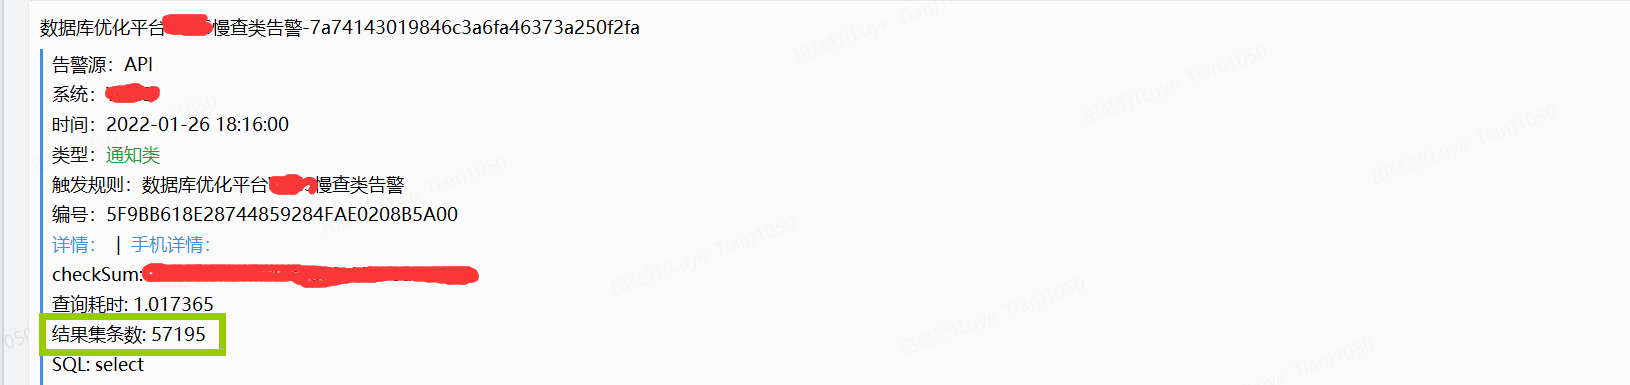 数据库优化平台慢查类告警-7a74143019846c3a6fa46373a250f2fa
告警源：API
系统：
时间：2022-01-26 18:16:00
类型：通知类
触发规则：数据库优化平台慢查类告警
编号：5F9BB618E28744859284FAE0208B5A00
详情： | 手机详情：
checkSum:
查询耗时: 1.017365
结果集条数: 57195
SQL: select